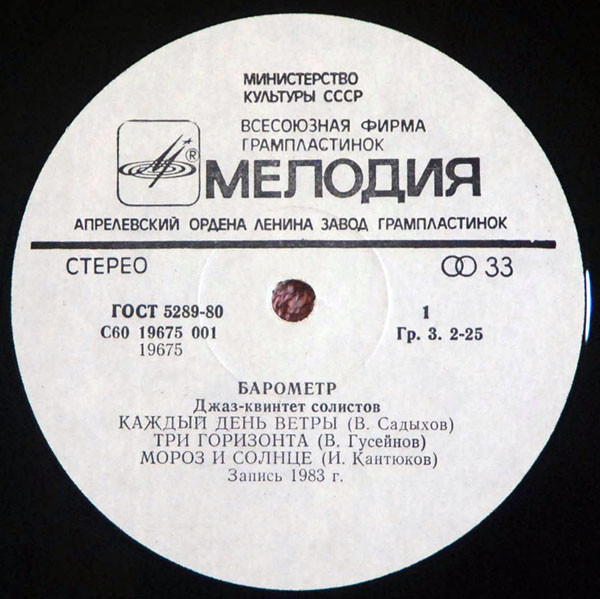 МИНИСТЕРСТВО
КУЛЬТУРЫ СССР
ВСЕСОЮЗНАЯ ФИРМА
ГРАМПЛАСТИНОК
® МЕЛОДИЯ
АПРЕЛЕВСКИЙ ОРДЕНА ЛЕНИНА ЗАВОД ГРАМПЛАСТИНОК
СТЕРЕО 33
ГОСТ 5289-80 1
С60 19675 001 Гр. 3. 2-25
19675
БАРОМЕТР
Джаз-квинтет солистов
КАЖДЫЙ ДЕНЬ ВЕТРЫ (В. Садыхов)
ТРИ ГОРИЗОНТА (В. Гусейнов)
МОРОЗ И СОЛНЦЕ (И. Кантюков)
Запись 1983 г.